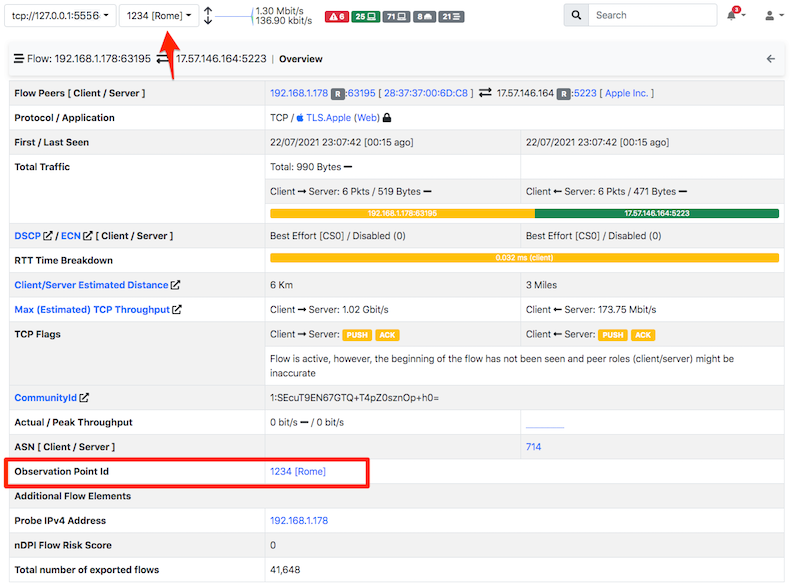 tcp://127.0.0.1:5556 1234 [Rome] 1.30 Mbit/s 136.90 kbit/s 6 25 71 8 21 Search 3
Flow: 192.168.1.178:63195 17.57.146.164:5223 | Overview
Flow Peers [ Client / Server ] 192.168.1.178 R :63195 [ 28:37:37:00:6D:C8 ] 17.57.146.164 R :5223 [ Apple Inc. ]
Protocol / Application TCP / TLS.Apple (Web)
First / Last Seen 22/07/2021 23:07:42 [00:15 ago] 22/07/2021 23:07:42 [00:15 ago]
Total Traffic Total: 990 Bytes
Client → Server: 6 Pkts / 519 Bytes Client ← Server: 6 Pkts / 471 Bytes
192.168.1.178:63195 17.57.146.164:5223
DSCP / ECN [ Client / Server ] Best Effort [CS0] / Disabled (0) Best Effort [CS0] / Disabled (0)
RTT Time Breakdown 0.032 ms (client)
Client/Server Estimated Distance 6 Km 3 Miles
Max (Estimated) TCP Throughput Client → Server: 1.02 Gbit/s Client ← Server: 173.75 Mbit/s
TCP Flags Client → Server: PUSH ACK Client ← Server: PUSH ACK
Flow is active, however, the beginning of the flow has not been seen and peer roles (client/server) might be
inaccurate
CommunityId 1:SEcuT9EN67GTQ+T4pZ0sznOp+h0=
Actual / Peak Throughput 0 bit/s — / 0 bit/s
ASN [ Client / Server ] 714
Observation Point Id 1234 [Rome]
Additional Flow Elements
Probe IPv4 Address 192.168.1.178
nDPI Flow Risk Score 0
Total number of exported flows 41,648